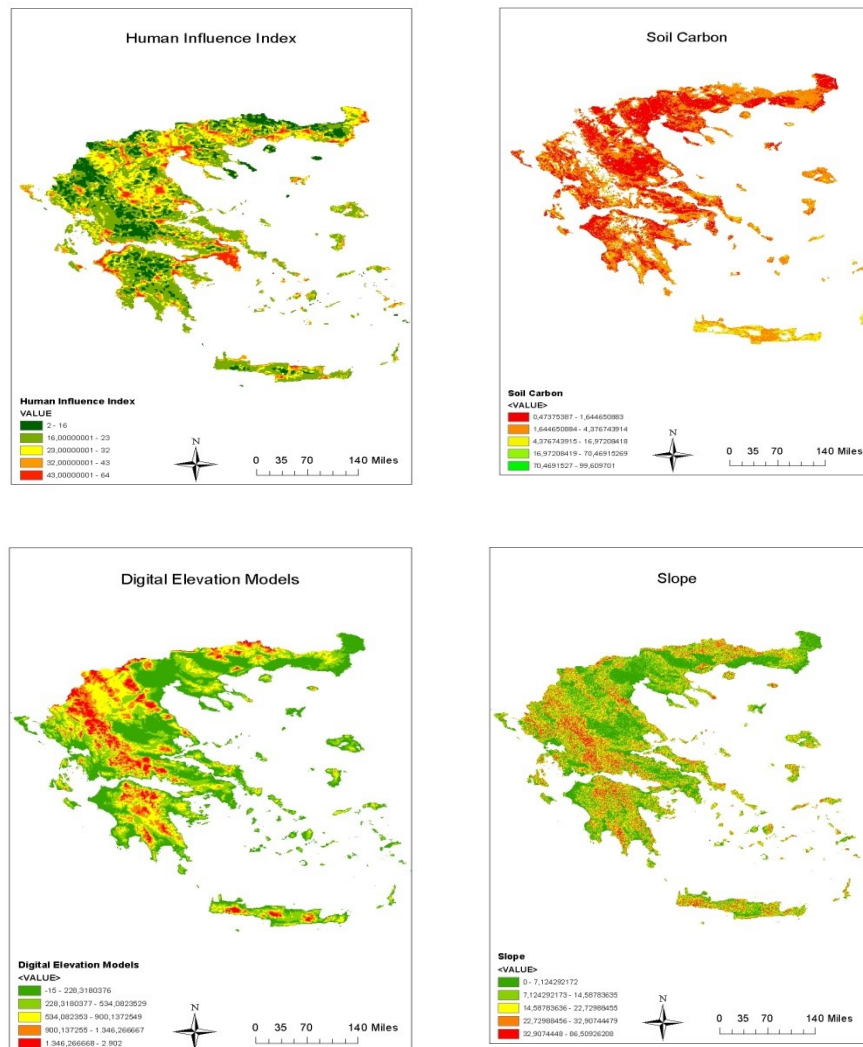 Human Influence Index
Human Influence Index
VALUE
2 - 16
16,00000001 - 23
23,00000001 - 32
32,00000001 - 43
43,00000001 - 64
N
0 35 70 140 Miles
Soil Carbon
Soil Carbon
<VALUE>
0,47375387 - 1,644650883
1,644650884 - 4,376743914
4,376743915 - 16,97208418
16,97208419 - 70,46915269
70,4691527 - 99,609701
N
0 35 70 140 Miles
Digital Elevation Models
Digital Elevation Models
<VALUE>
-15 - 228,3180376
228,3180377 - 534,0823529
534,082353 - 900,1372549
900,137255 - 1.346,266667
1.346,266668 - 2.902
N
0 35 70 140 Miles
Slope
Slope
<VALUE>
0 - 7,124292172
7,124292173 - 14,58783635
14,58783636 - 22,72988455
22,72988456 - 32,90744479
32,9074448 - 86,50926208
N
0 35 70 140 Miles